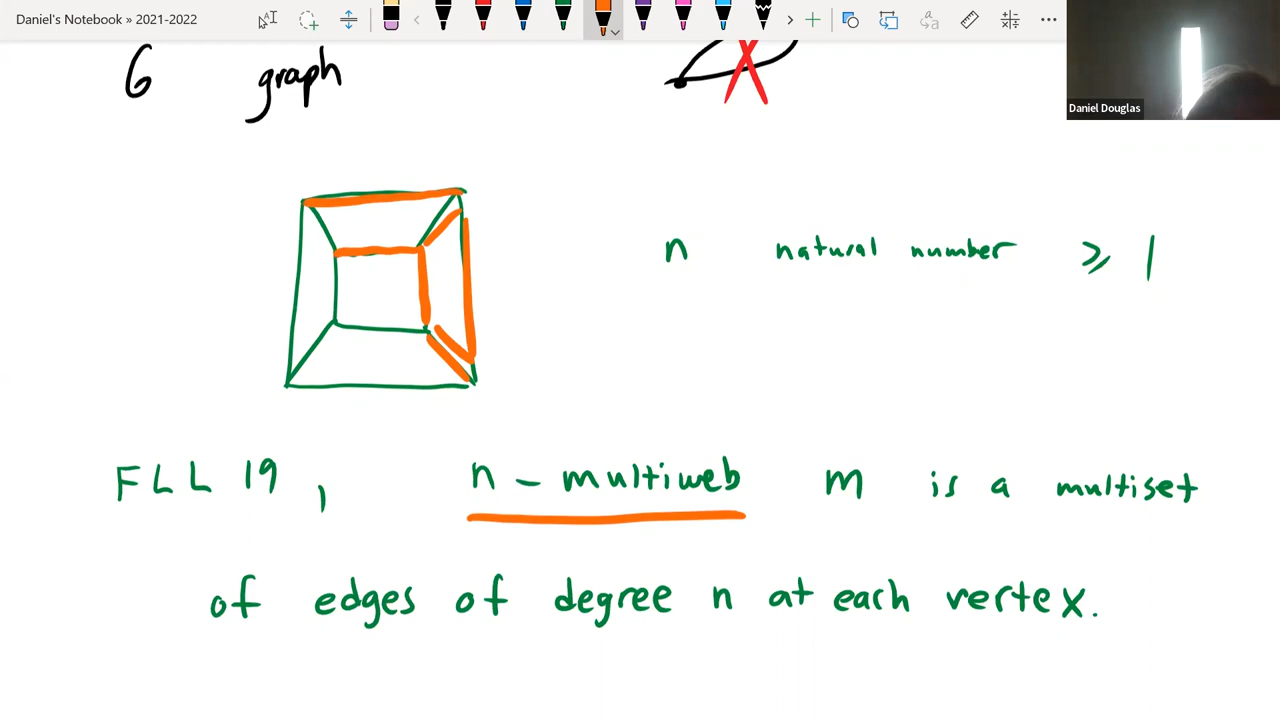 Daniel's Notebook » 2021-2022
Daniel Douglas
6 graph
n natural number ≥ 1
FLL 19, n - multiweb m is a multiset
of edges of degree n at each vertex.